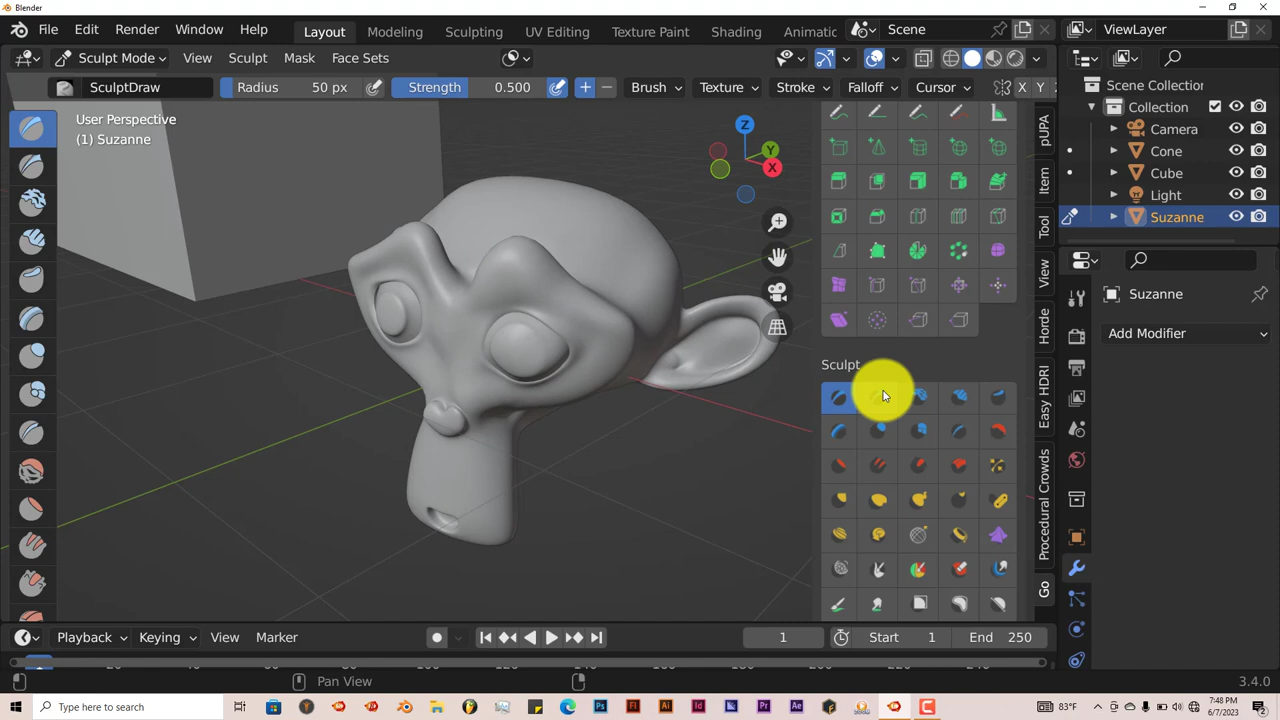 Blender
File Edit Render Window Help Layout Modeling Sculpting UV Editing Texture Paint Shading Animatic Scene ViewLayer
Sculpt Mode View Sculpt Mask Face Sets
SculptDraw Radius 50 px Strength 0.500 Brush Texture Stroke Falloff Cursor X Y
User Perspective
(1) Suzanne
Z
Y
X
Sculpt
pUPA
Item
Tool
View
Horde
Easy HDRI
Procedural Crowds
Go
Scene Collection
Collection
Camera
Cone
Cube
Light
Suzanne
Suzanne
Add Modifier
Playback Keying View Marker 1 Start 1 End 250
Pan View 3.4.0
Type here to search
83°F
7:48 PM
6/7/2023